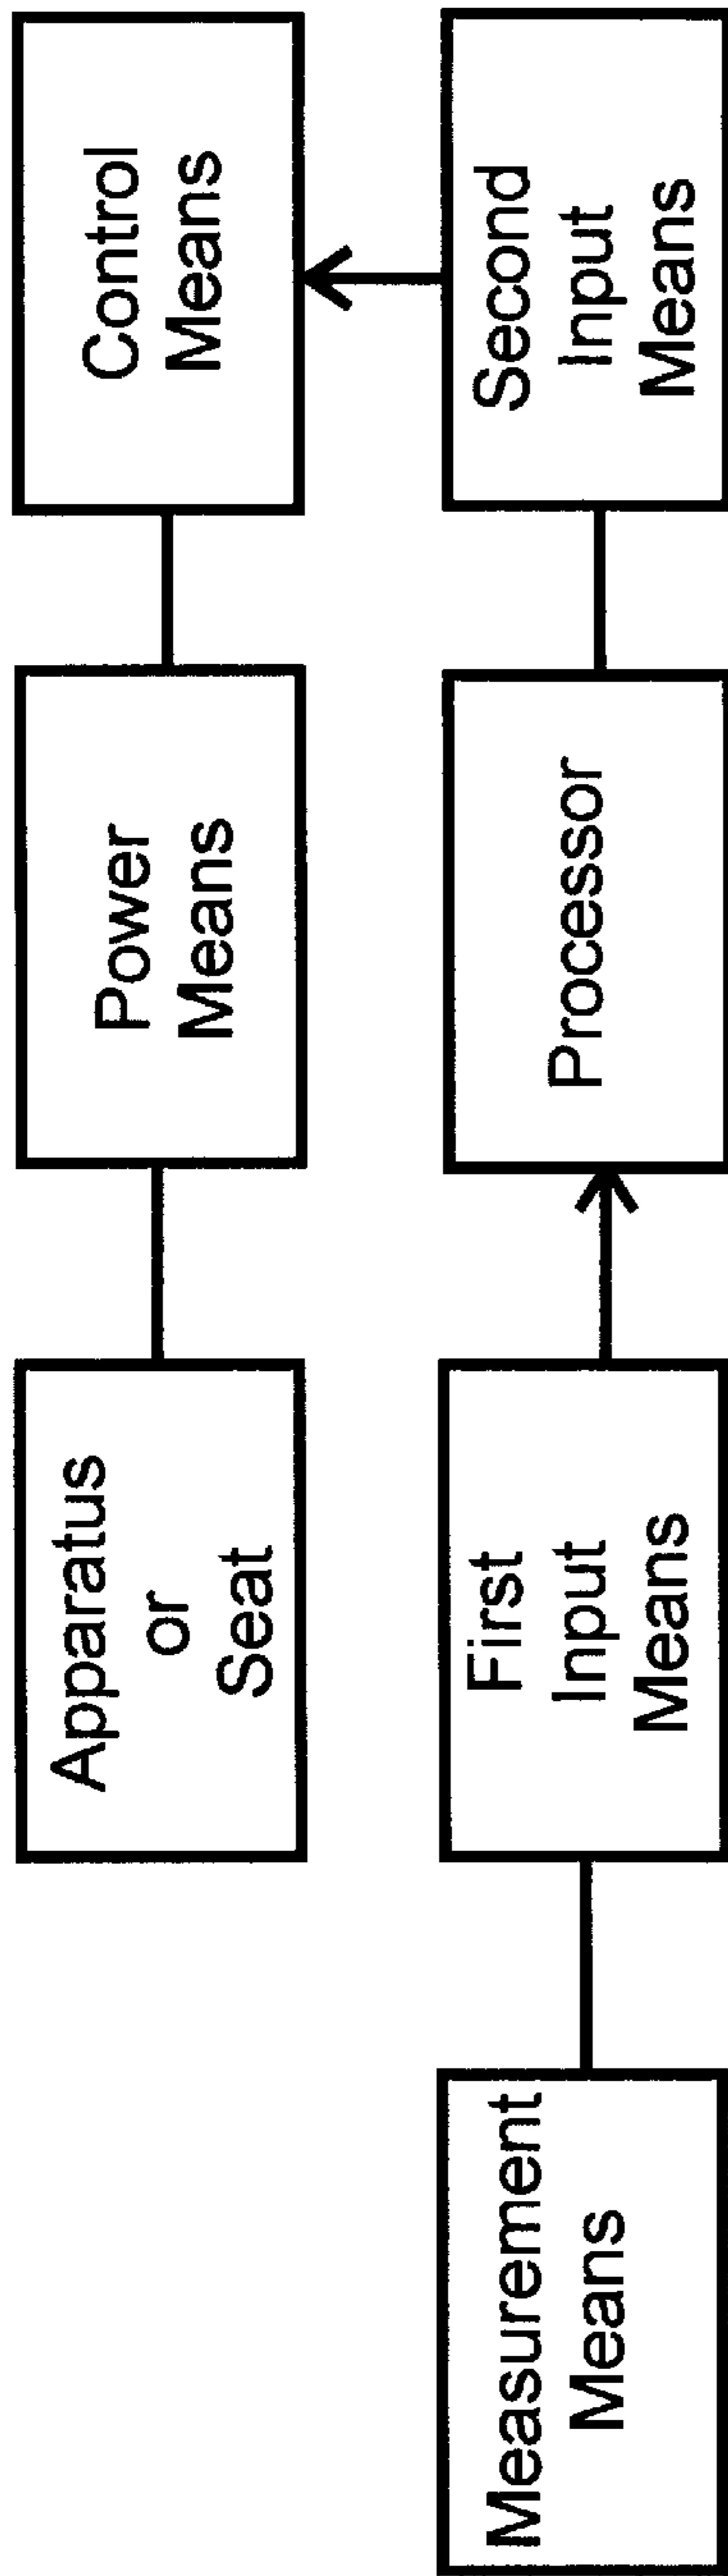 Apparatus
or
Seat
Power
Means
Control
Means
Measurement
Means
First
Input
Means
Processor
Second
Input
Means